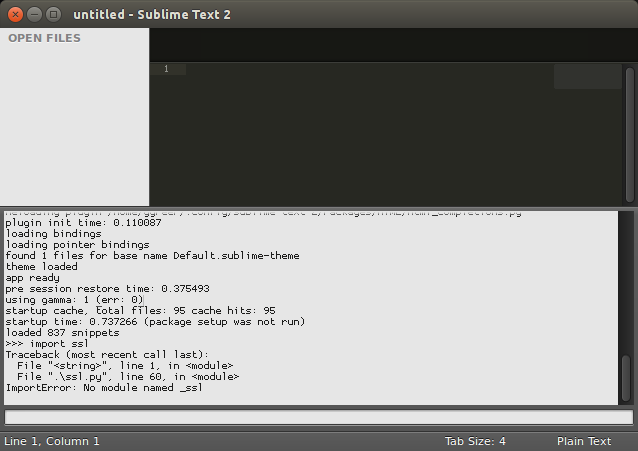 untitled - Sublime Text 2
OPEN FILES
1
plugin init time: 0.110087
loading bindings
loading pointer bindings
found 1 files for base name Default.sublime-theme
theme loaded
app ready
pre session restore time: 0.375493
using gamma: 1 (err: 0)
startup cache, total files: 95 cache hits: 95
startup time: 0.737266 (package setup was not run)
loaded 837 snippets
>>> import ssl
Traceback (most recent call last):
  File "<string>", line 1, in <module>
  File ".\ssl.py", line 60, in <module>
ImportError: No module named _ssl
Line 1, Column 1
Tab Size: 4
Plain Text